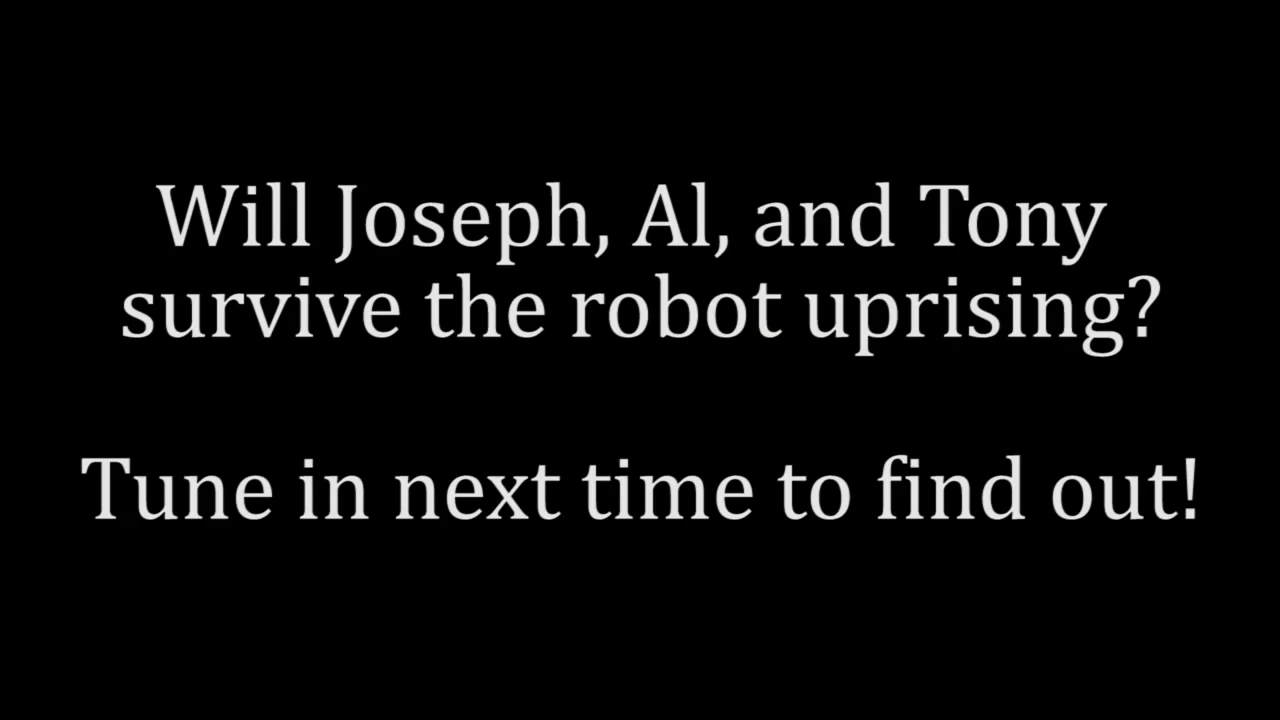 Will Joseph, Al, and Tony
survive the robot uprising?
Tune in next time to find out!